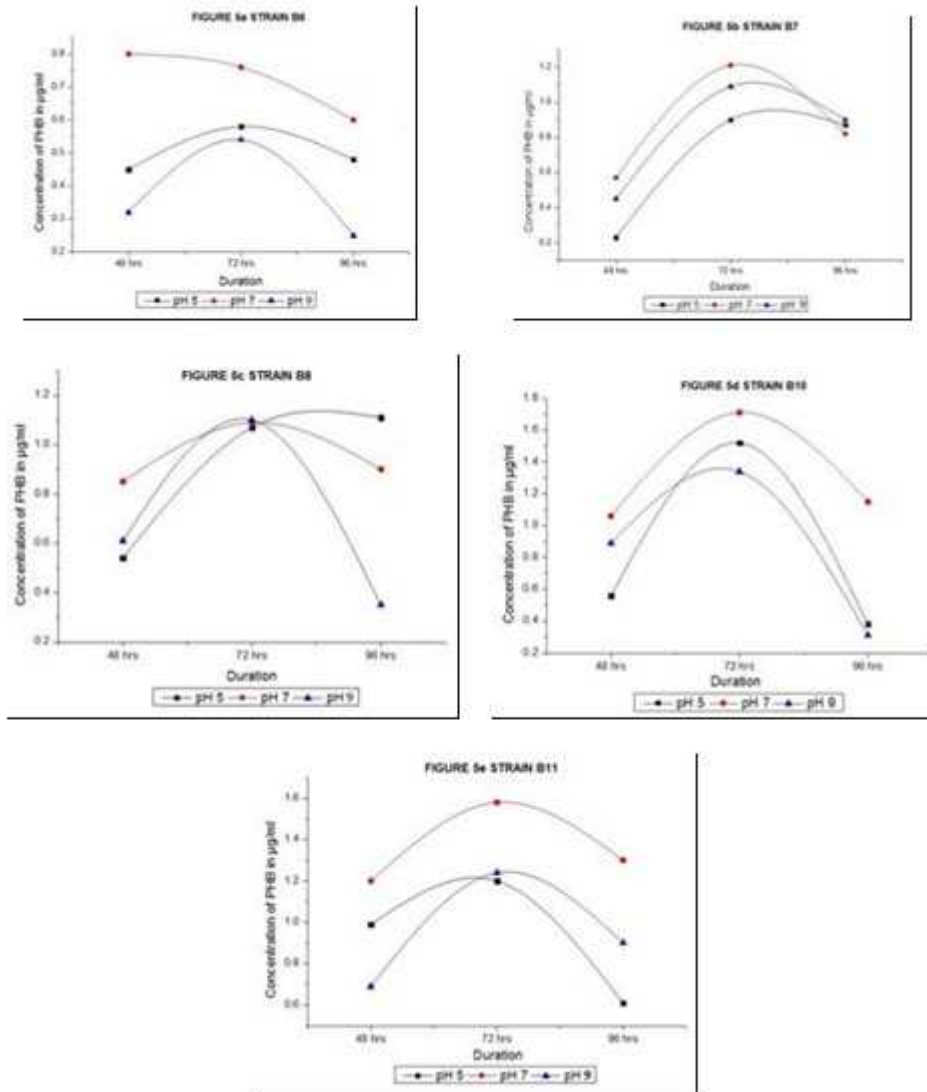 FIGURE 5a STRAIN B6
Concentration of PHB in µg/ml
0.8
0.7
0.6
0.5
0.4
0.3
0.2
48 hrs 72 hrs 96 hrs
Duration
pH 5 pH 7 pH 9
FIGURE 5b STRAIN B7
Concentration of PHB in µg/ml
1.2
1.0
0.8
0.6
0.4
0.2
48 hrs 72 hrs 96 hrs
Duration
pH 5 pH 7 pH 9
FIGURE 5c STRAIN B8
Concentration of PHB in µg/ml
1.2
1.0
0.8
0.6
0.4
0.2
48 hrs 72 hrs 96 hrs
Duration
pH 5 pH 7 pH 9
FIGURE 5d STRAIN B10
Concentration of PHB in µg/ml
1.8
1.6
1.4
1.2
1.0
0.8
0.6
0.4
0.2
48 hrs 72 hrs 96 hrs
Duration
pH 5 pH 7 pH 9
FIGURE 5e STRAIN B11
Concentration of PHB in µg/ml
1.6
1.4
1.2
1.0
0.8
0.6
48 hrs 72 hrs 96 hrs
Duration
pH 5 pH 7 pH 9